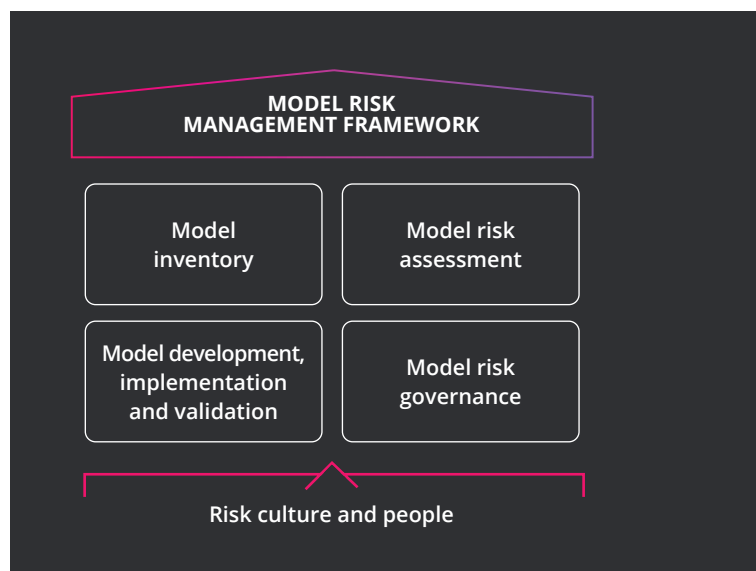 MODEL RISK
MANAGEMENT FRAMEWORK
Model
inventory
Model risk
assessment
Model development,
implementation
and validation
Model risk
governance
Risk culture and people